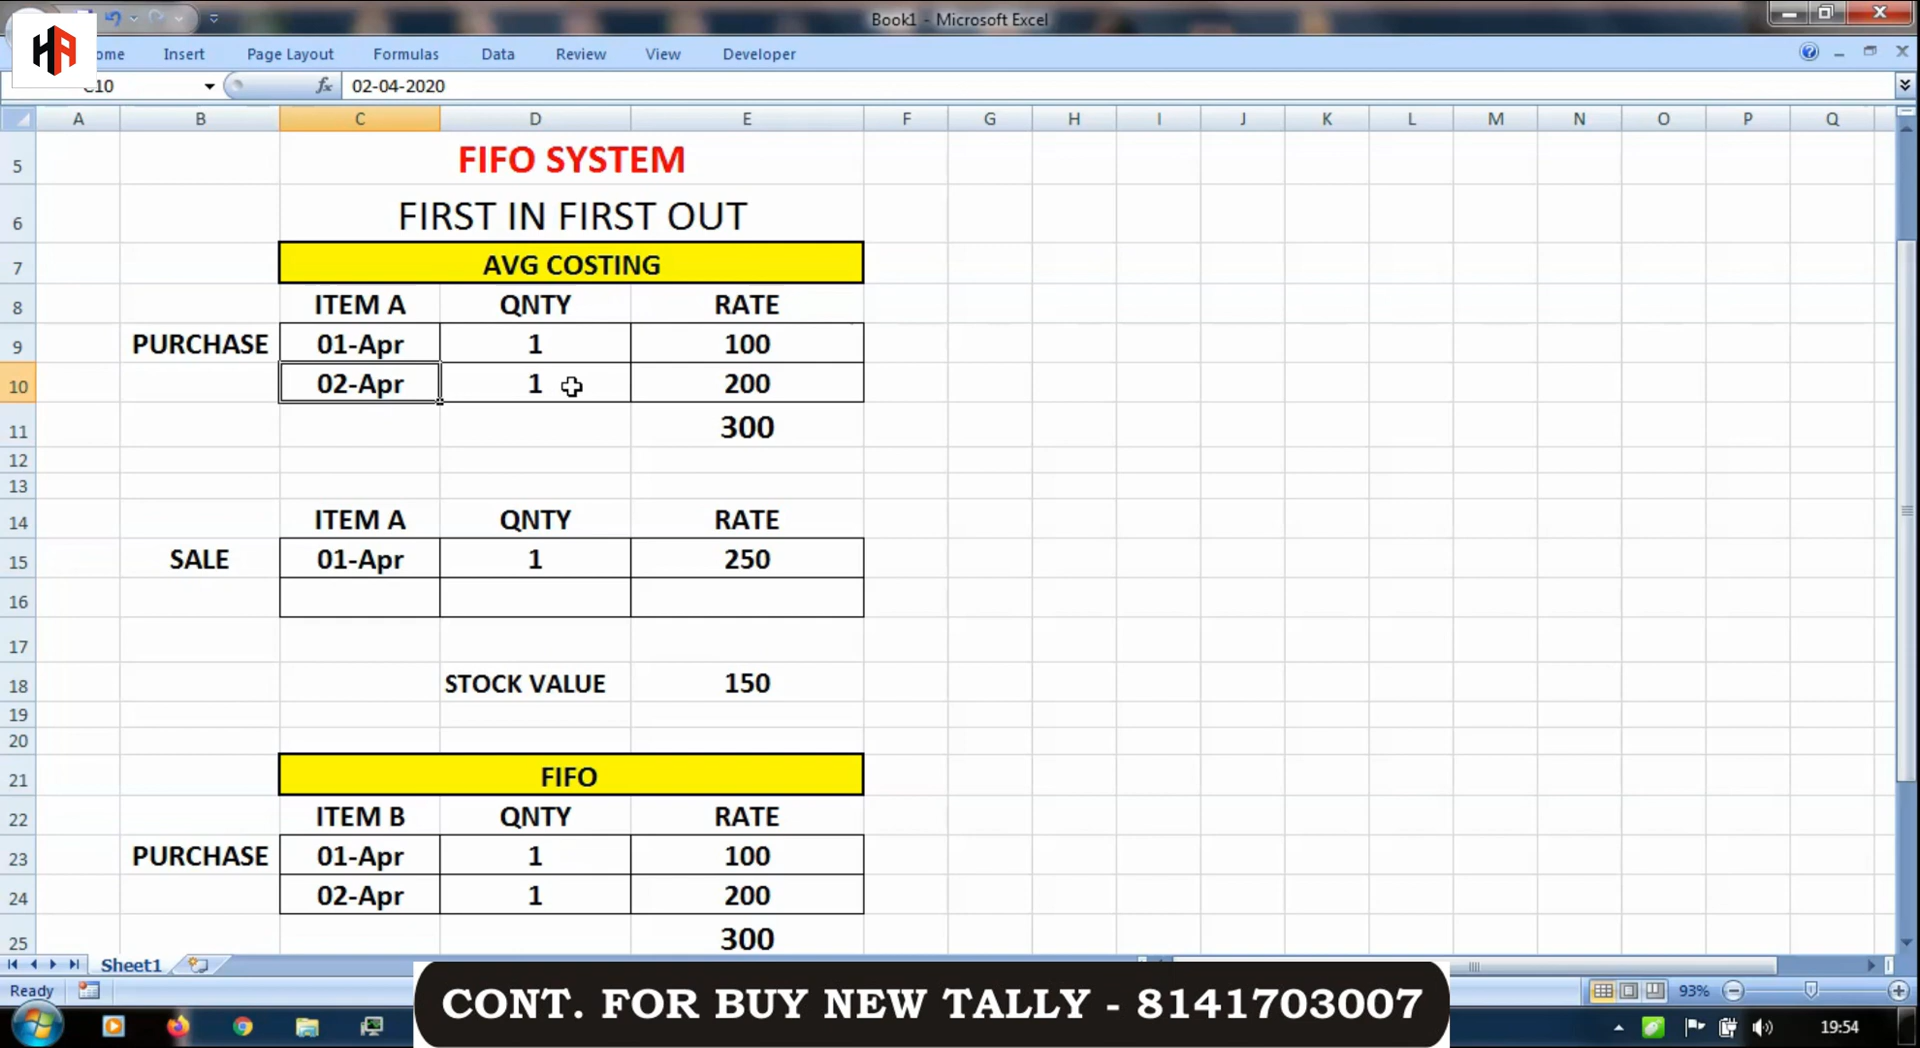 Book1 - Microsoft Excel
HA
ome Insert Page Layout Formulas Data Review View Developer
C10 fx 02-04-2020
A B C D E F G H I J K L M N O P Q
5 FIFO SYSTEM
6 FIRST IN FIRST OUT
7 AVG COSTING
8 ITEM A QNTY RATE
9 PURCHASE 01-Apr 1 100
10 02-Apr 1 200
11 300
12
13
14 ITEM A QNTY RATE
15 SALE 01-Apr 1 250
16
17
18 STOCK VALUE 150
19
20
21 FIFO
22 ITEM B QNTY RATE
23 PURCHASE 01-Apr 1 100
24 02-Apr 1 200
25 300
Sheet1
Ready 93%
CONT. FOR BUY NEW TALLY - 8141703007
19:54